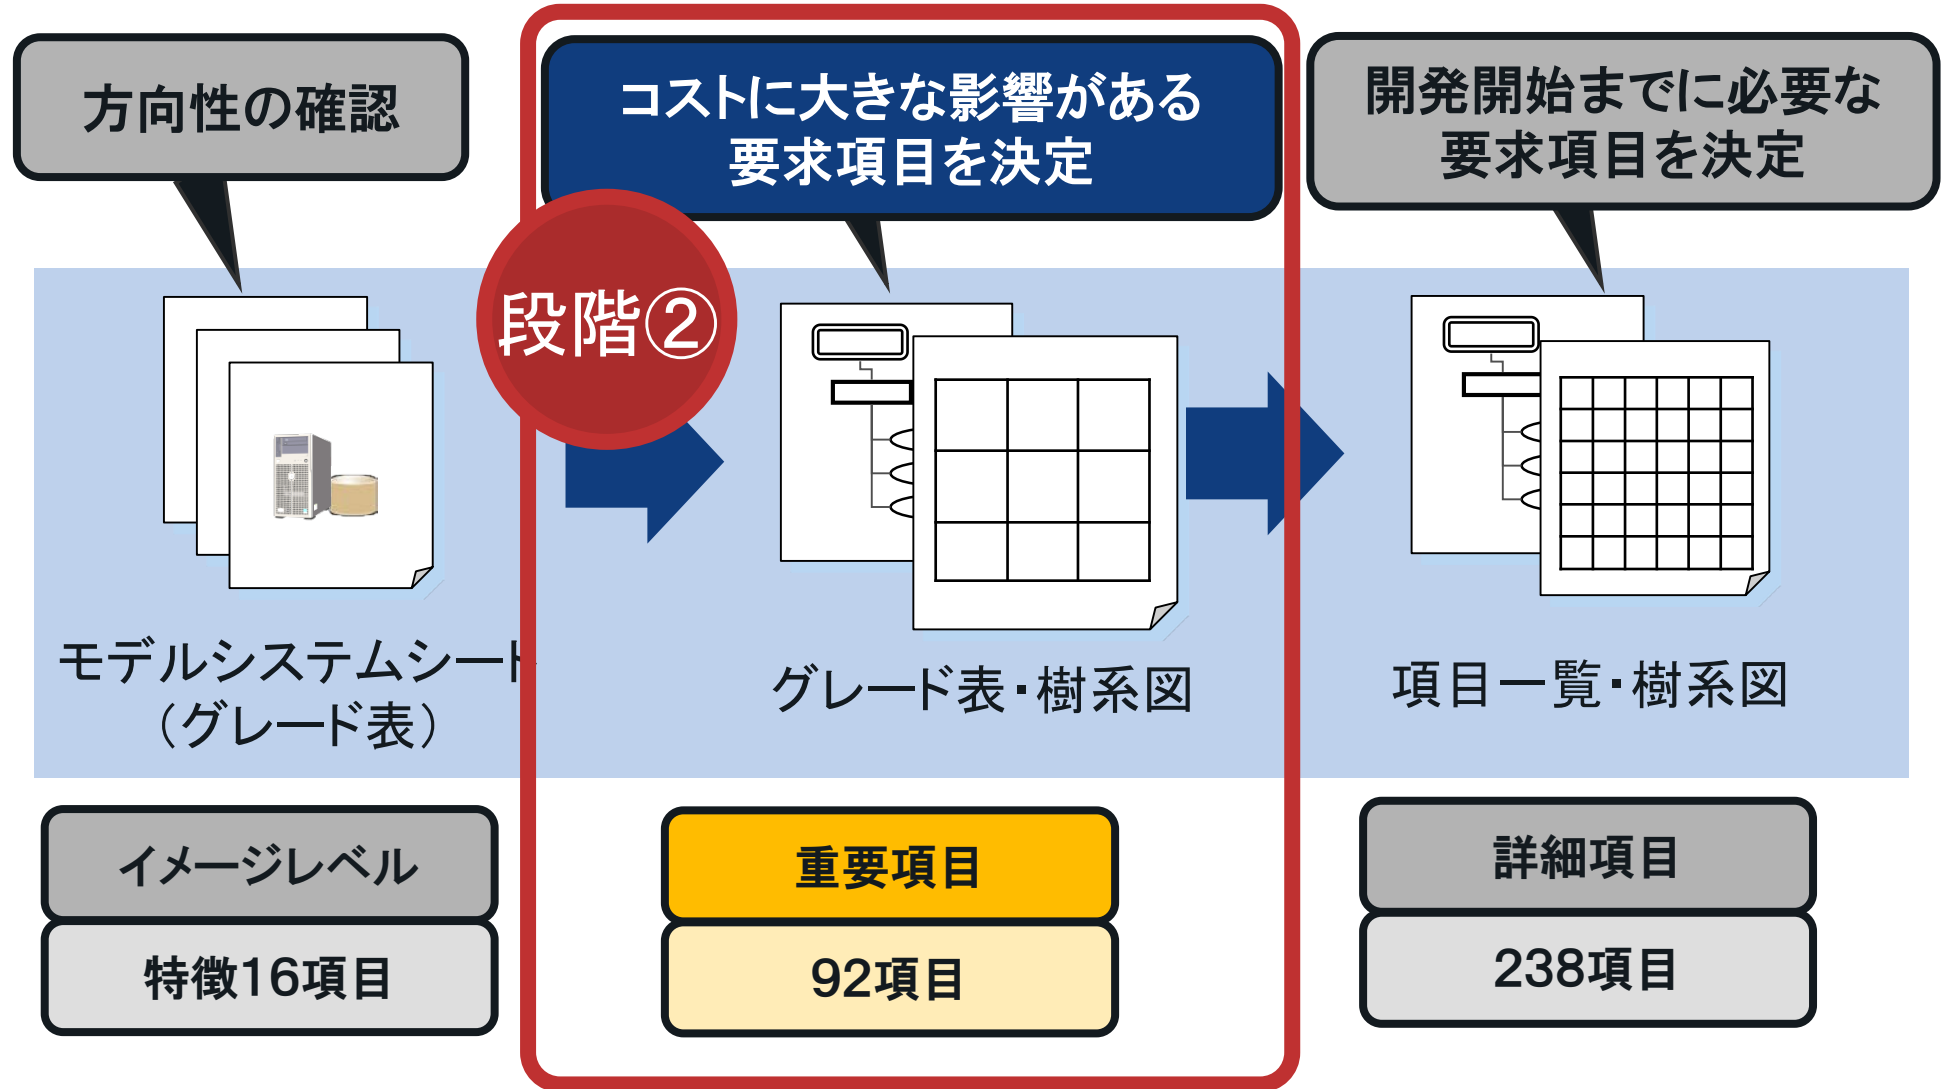 方向性の確認
コストに大きな影響がある
要求項目を決定
開発開始までに必要な
要求項目を決定
段階②
モデルシステムシート
（グレード表）
グレード表・樹系図
項目一覧・樹系図
イメージレベル
特徴16項目
重要項目
92項目
詳細項目
238項目